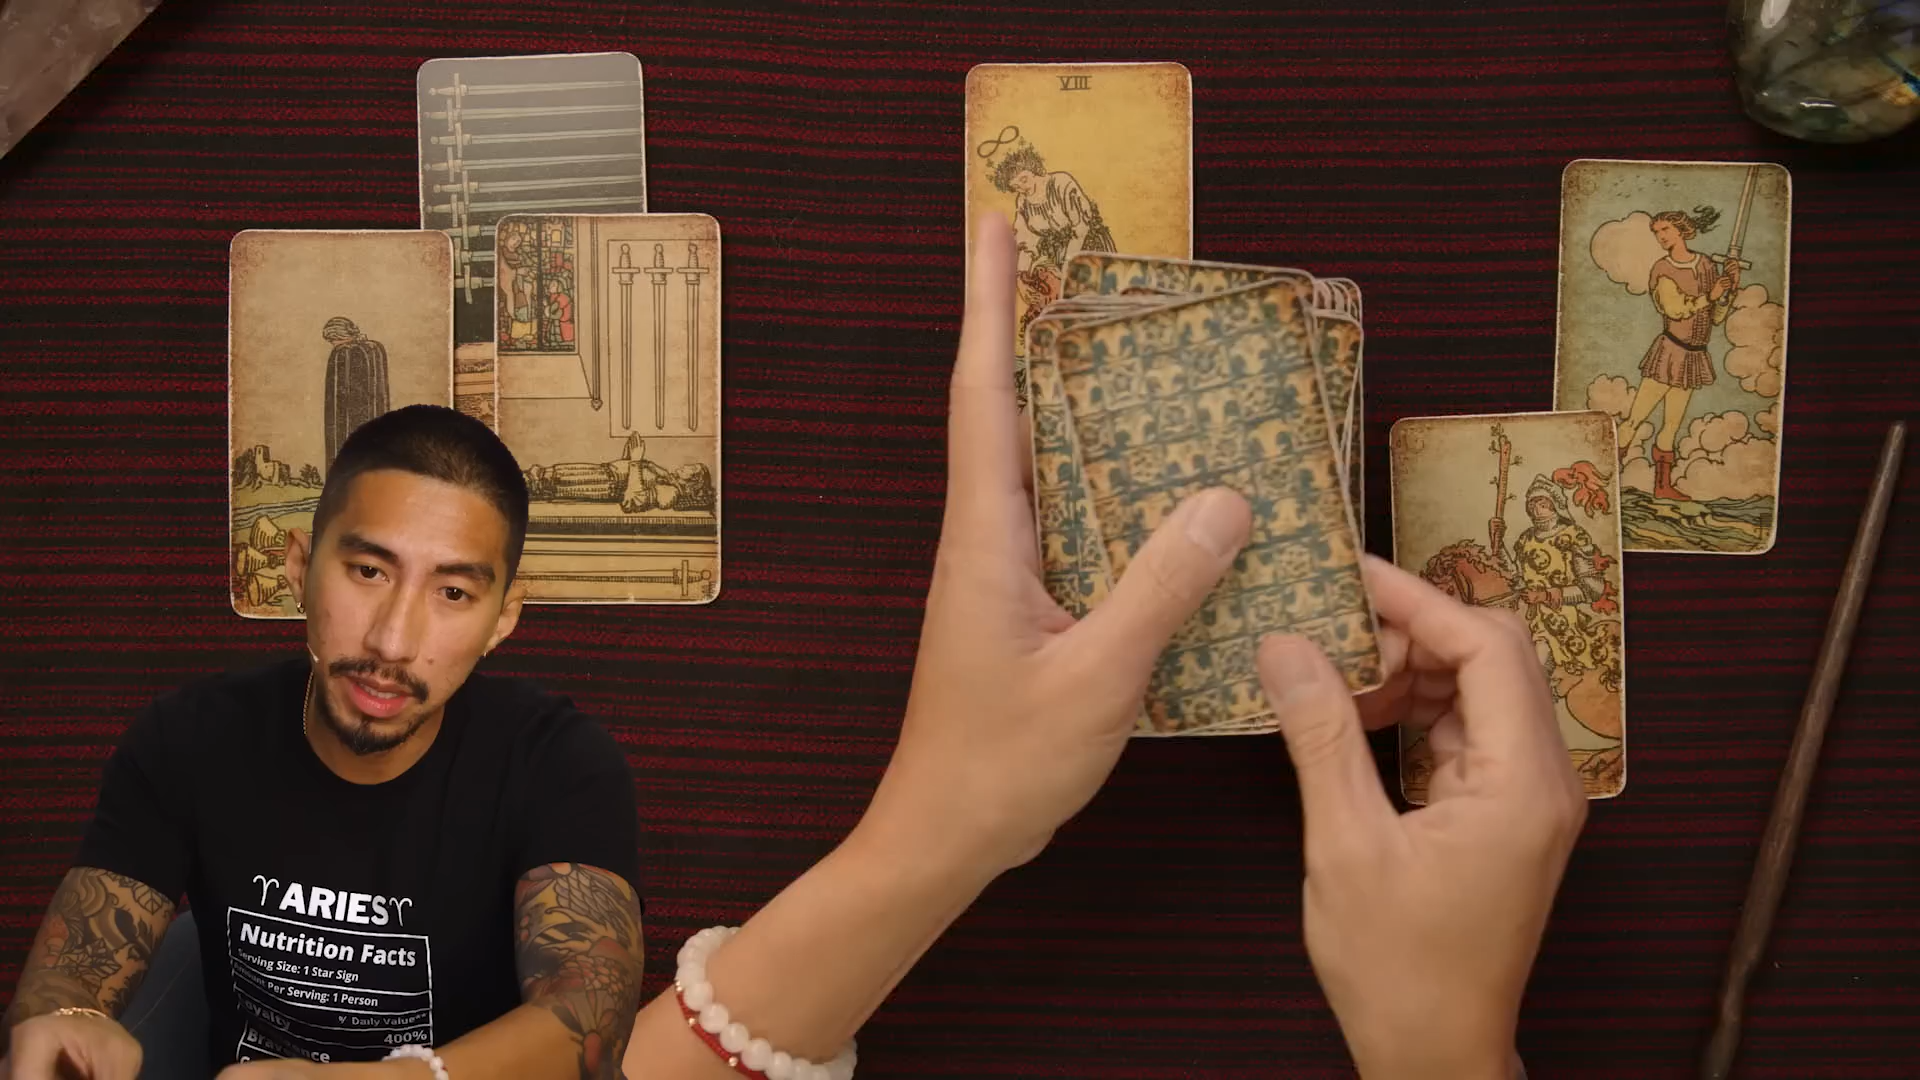 VIII
♈ARIES♈
Nutrition Facts
Serving Size: 1 Star Sign
Per Serving: 1 Person
% Daily Value**
400%